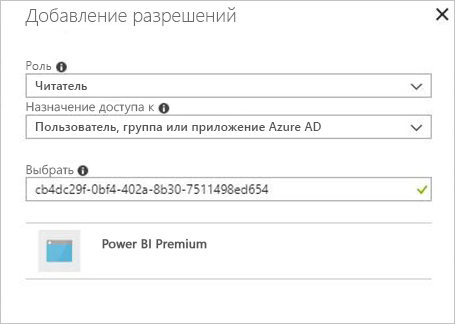 Добавление разрешений
Роль
Читатель
Назначение доступа к
Пользователь, группа или приложение Azure AD
Выбрать
cb4dc29f-0bf4-402a-8b30-7511498ed654
Power BI Premium